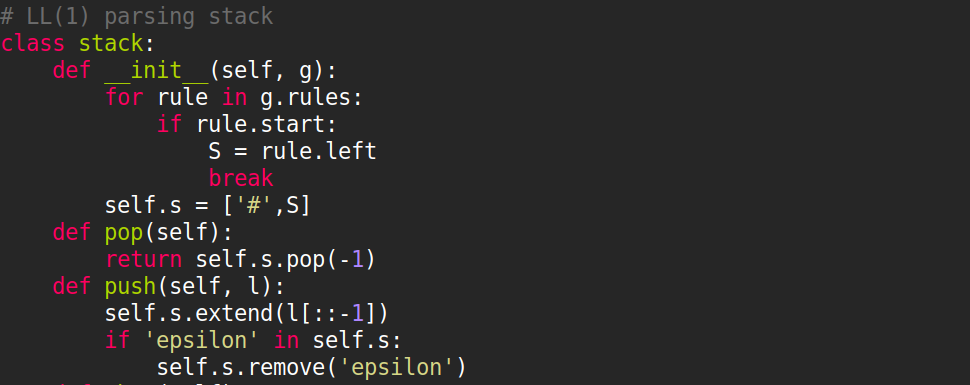 # LL(1) parsing stack
class stack:
    def __init__(self, g):
        for rule in g.rules:
            if rule.start:
                S = rule.left
                break
        self.s = ['#',S]
    def pop(self):
        return self.s.pop(-1)
    def push(self, l):
        self.s.extend(l[::-1])
        if 'epsilon' in self.s:
            self.s.remove('epsilon')